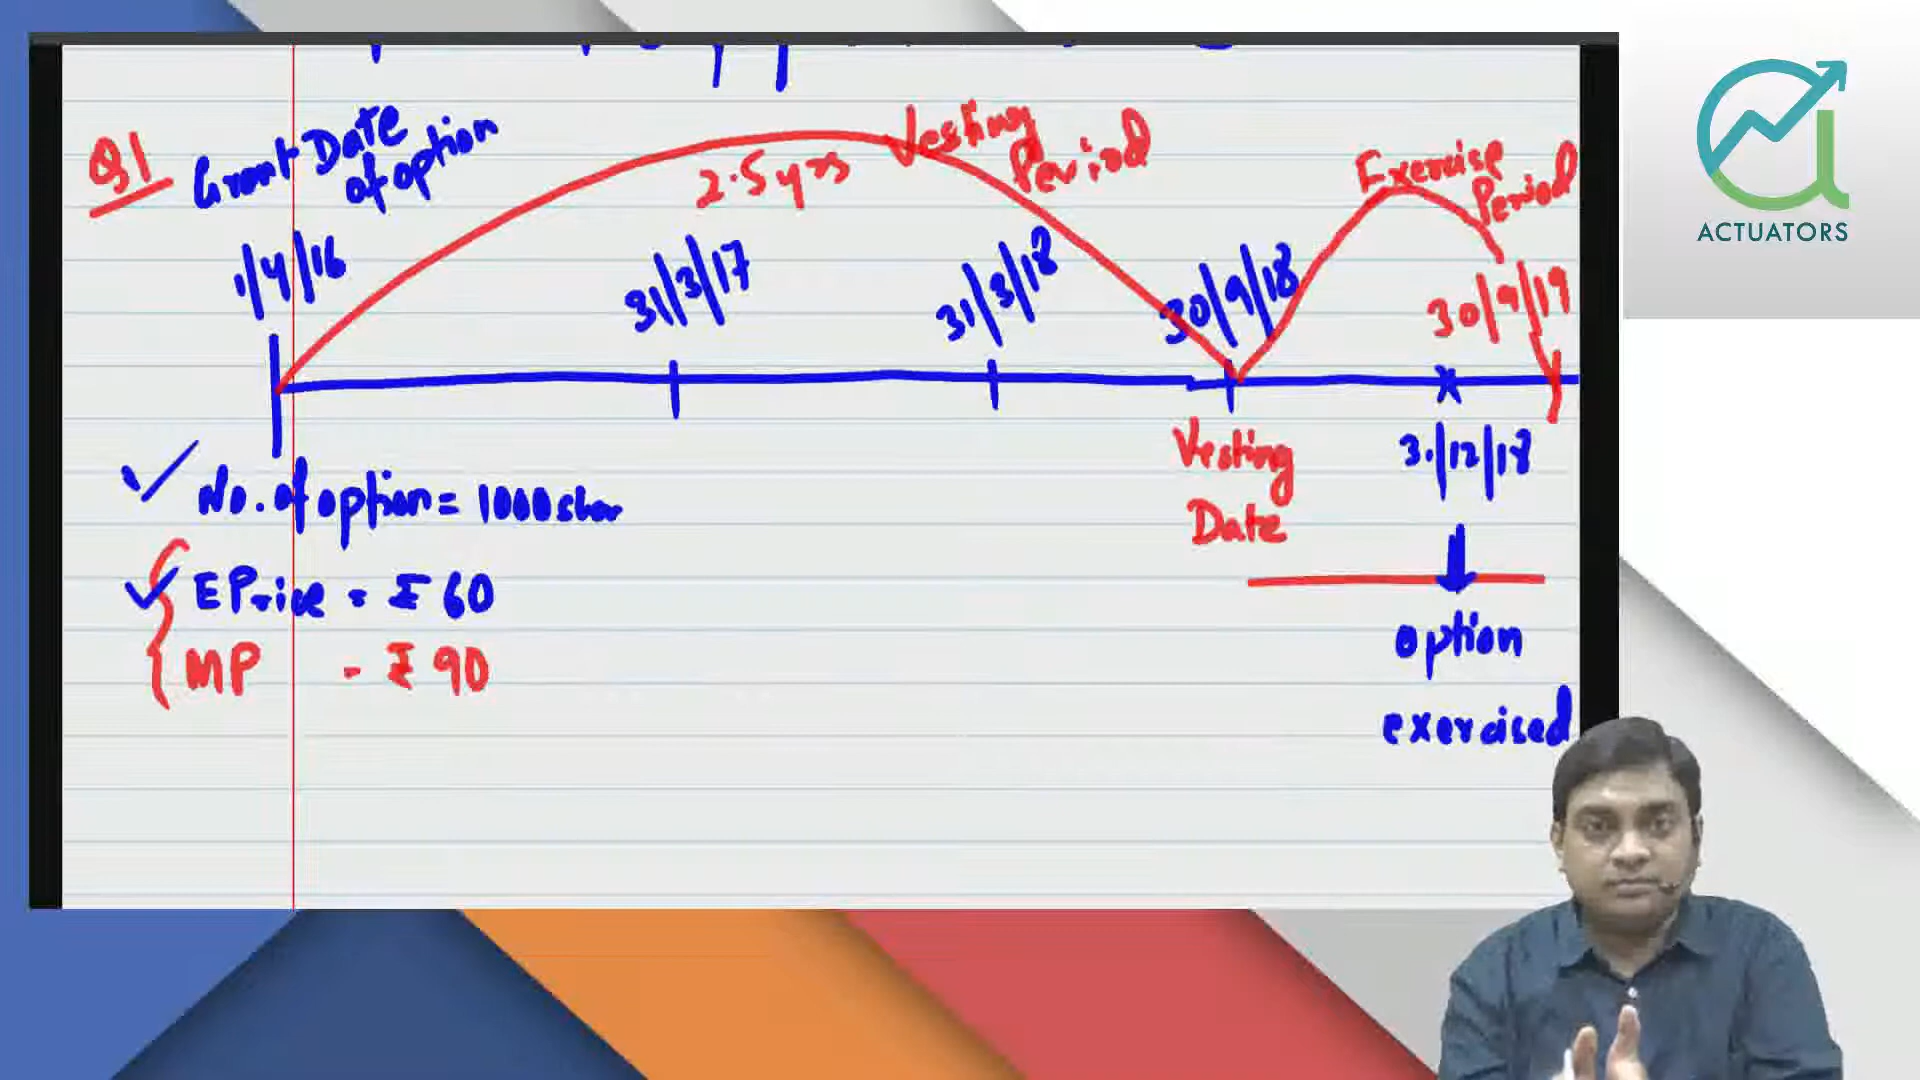 Q1 Grant Date of option
2.5 yrs Vesting Period
Exercise Period
1/4/16 31/3/17 31/3/18 30/9/18 30/9/19
Vesting Date
3./12/18
No. of option = 1000 shar
E Price = ₹ 60
MP - ₹ 90
option
exercised
ACTUATORS